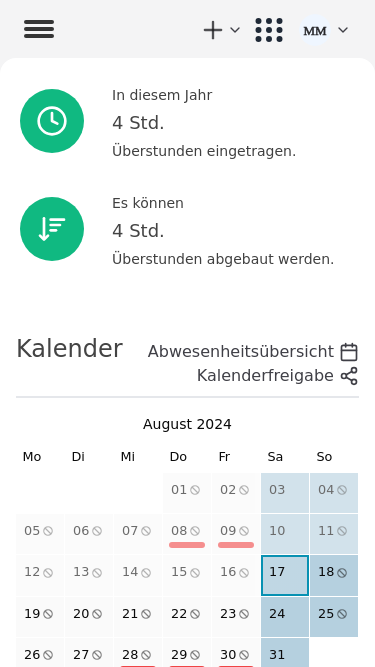 MM
In diesem Jahr
4 Std.
Überstunden eingetragen.
Es können
4 Std.
Überstunden abgebaut werden.
Kalender
Abwesenheitsübersicht
Kalenderfreigabe
August 2024
Mo Di Mi Do Fr Sa So
01 02 03 04
05 06 07 08 09 10 11
12 13 14 15 16 17 18
19 20 21 22 23 24 25
26 27 28 29 30 31